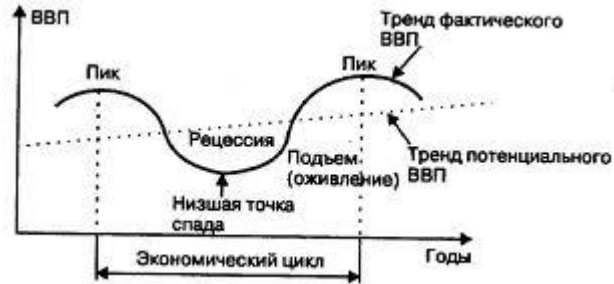 ВВП
Тренд фактического
ВВП
Пик
Пик
Рецессия
Подъем
(оживление)
Тренд потенциального
ВВП
Низшая точка
спада
Годы
Экономический цикл